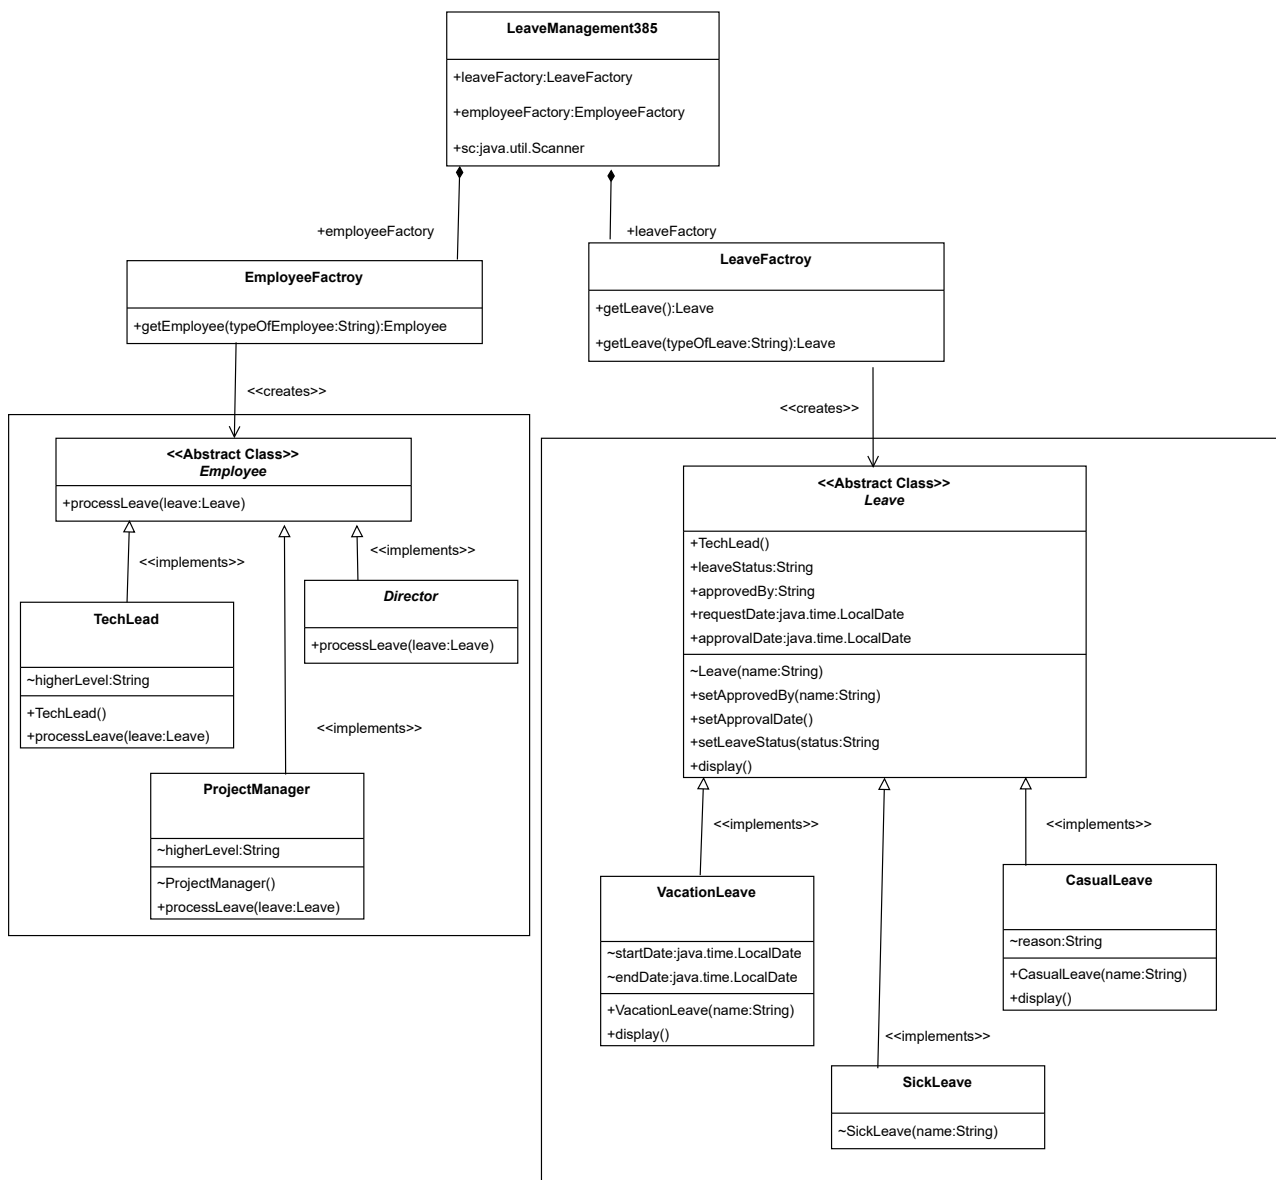 LeaveManagement385
+leaveFactory:LeaveFactory
+employeeFactory:EmployeeFactory
+sc:java.util.Scanner
+employeeFactory
+leaveFactory
EmployeeFactroy
+getEmployee(typeOfEmployee:String):Employee
LeaveFactroy
+getLeave():Leave
+getLeave(typeOfLeave:String):Leave
<<creates>>
<<creates>>
<<Abstract Class>>
Employee
+processLeave(leave:Leave)
<<implements>>
<<implements>>
TechLead
~higherLevel:String
+TechLead()
+processLeave(leave:Leave)
Director
+processLeave(leave:Leave)
<<implements>>
ProjectManager
~higherLevel:String
~ProjectManager()
+processLeave(leave:Leave)
<<Abstract Class>>
Leave
+TechLead()
+leaveStatus:String
+approvedBy:String
+requestDate:java.time.LocalDate
+approvalDate:java.time.LocalDate
~Leave(name:String)
+setApprovedBy(name:String)
+setApprovalDate()
+setLeaveStatus(status:String
+display()
<<implements>>
<<implements>>
VacationLeave
~startDate:java.time.LocalDate
~endDate:java.time.LocalDate
+VacationLeave(name:String)
+display()
CasualLeave
~reason:String
+CasualLeave(name:String)
+display()
<<implements>>
SickLeave
~SickLeave(name:String)